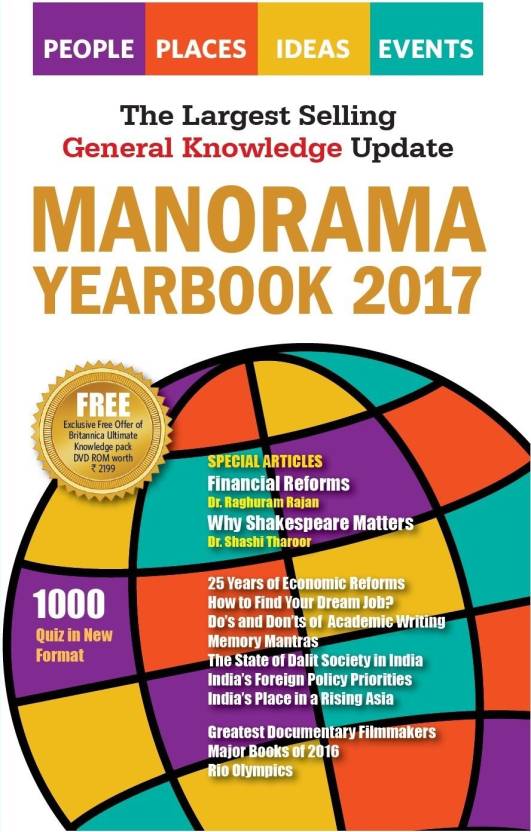 PEOPLE PLACES IDEAS EVENTS
The Largest Selling
General Knowledge Update
MANORAMA
YEARBOOK 2017
FREE
Exclusive Free Offer of
Britannica Ultimate
Knowledge pack
DVD ROM worth
₹ 2199
SPECIAL ARTICLES
Financial Reforms
Dr. Raghuram Rajan
Why Shakespeare Matters
Dr. Shashi Tharoor
1000
Quiz in New
Format
25 Years of Economic Reforms
How to Find Your Dream Job?
Do's and Don'ts of Academic Writing
Memory Mantras
The State of Dalit Society in India
India's Foreign Policy Priorities
India's Place in a Rising Asia
Greatest Documentary Filmmakers
Major Books of 2016
Rio Olympics